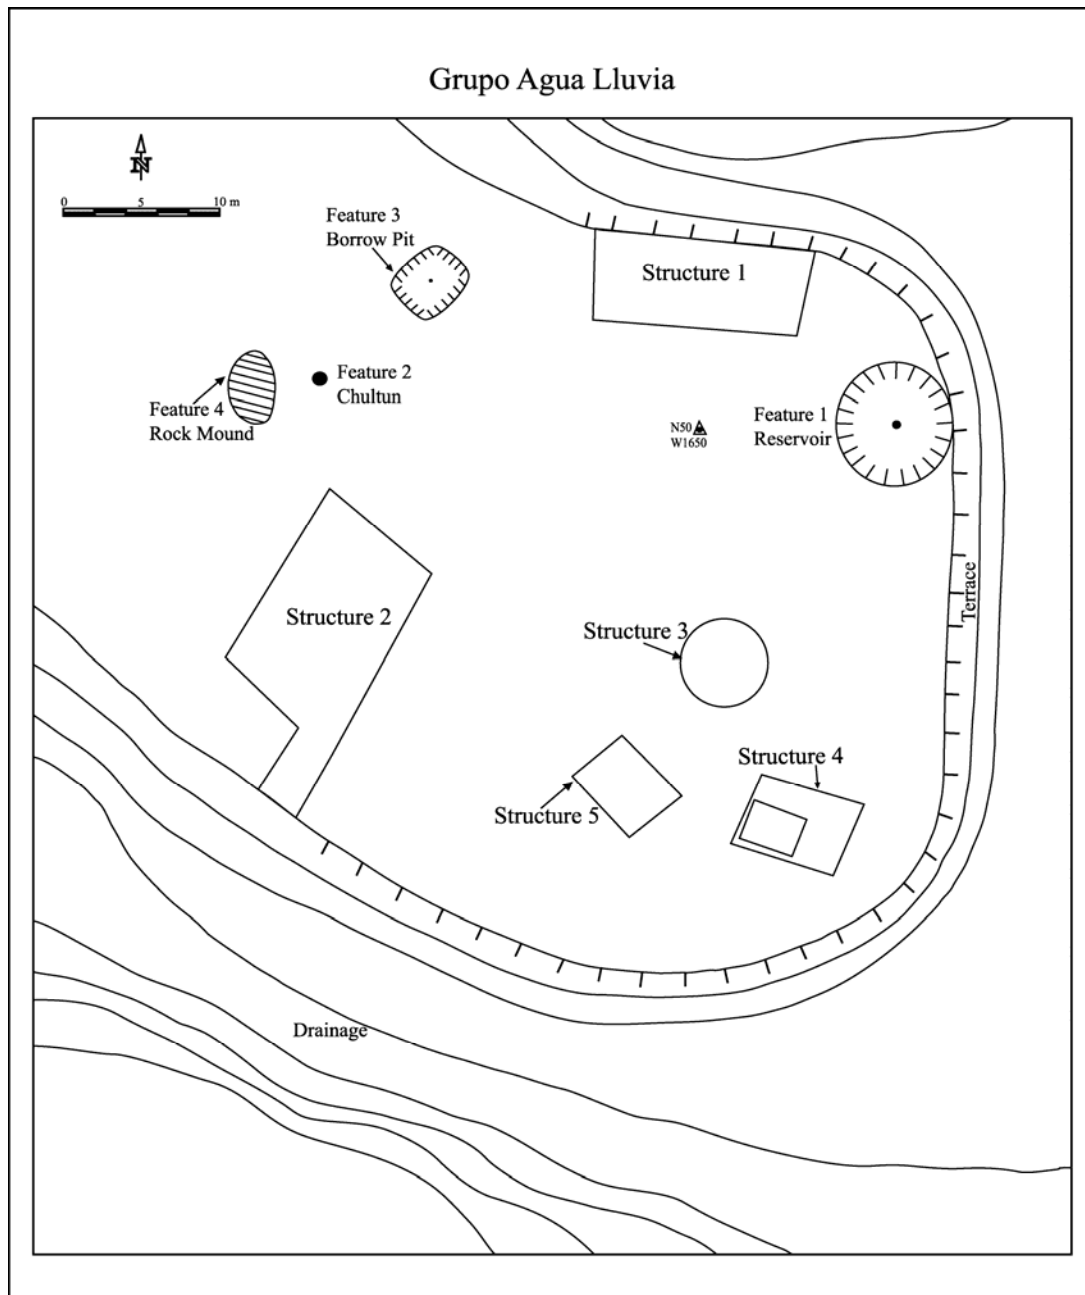 Grupo Agua Lluvia
N
0 5 10 m
Feature 3
Borrow Pit
Structure 1
Feature 2
Chultun
Feature 4
Rock Mound
N50
W1650
Feature 1
Reservoir
Terrace
Structure 2
Structure 3
Structure 4
Structure 5
Drainage